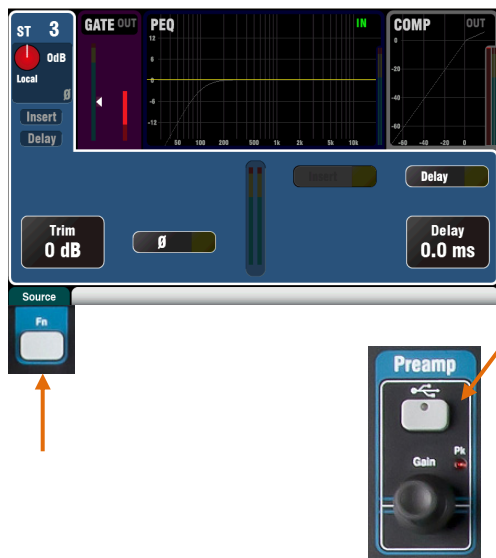 ST 3
0dB
Local
Ø
Insert
Delay
GATE OUT
PEQ IN
12
6
0
-6
-12
50 100 200 500 1k 2k 5k 10k
COMP OUT
0
-20
-40
-60
-60 -40 -20 0
Insert
Delay
Trim
0 dB
Ø
Delay
0.0 ms
Source
Fn
Preamp
Pk
Gain